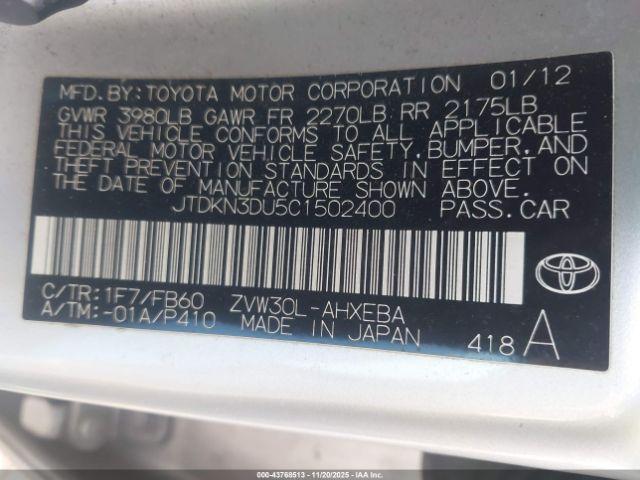 MFD. BY: TOYOTA MOTOR CORPORATION 01/12
GVWR 3980LB GAWR FR 2270LB RR 2175LB
THIS VEHICLE CONFORMS TO ALL APPLICABLE
FEDERAL MOTOR VEHICLE SAFETY, BUMPER, AND
THEFT PREVENTION STANDARDS IN EFFECT ON
THE DATE OF MANUFACTURE SHOWN ABOVE.
JTDKN3DU5C1502400 PASS. CAR
C/TR: 1F7/FB60 ZVW30L-AHXEBA
A/TM: -01A/P410 MADE IN JAPAN 418 A
TOYOTA
000-43768513 - 11/20/2025 - IAAI.COM